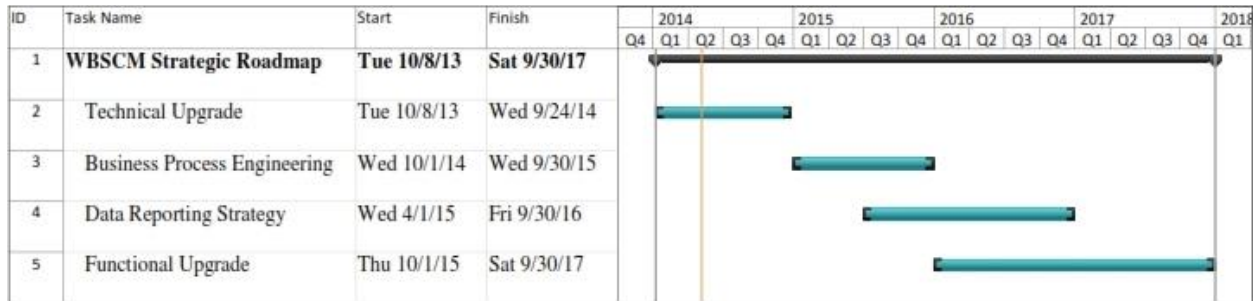 ID Task Name Start Finish 2014 2015 2016 2017 2018
Q4 Q1 Q2 Q3 Q4 Q1 Q2 Q3 Q4 Q1 Q2 Q3 Q4 Q1 Q2 Q3 Q4 Q1
1 WBSCM Strategic Roadmap Tue 10/8/13 Sat 9/30/17
2 Technical Upgrade Tue 10/8/13 Wed 9/24/14
3 Business Process Engineering Wed 10/1/14 Wed 9/30/15
4 Data Reporting Strategy Wed 4/1/15 Fri 9/30/16
5 Functional Upgrade Thu 10/1/15 Sat 9/30/17